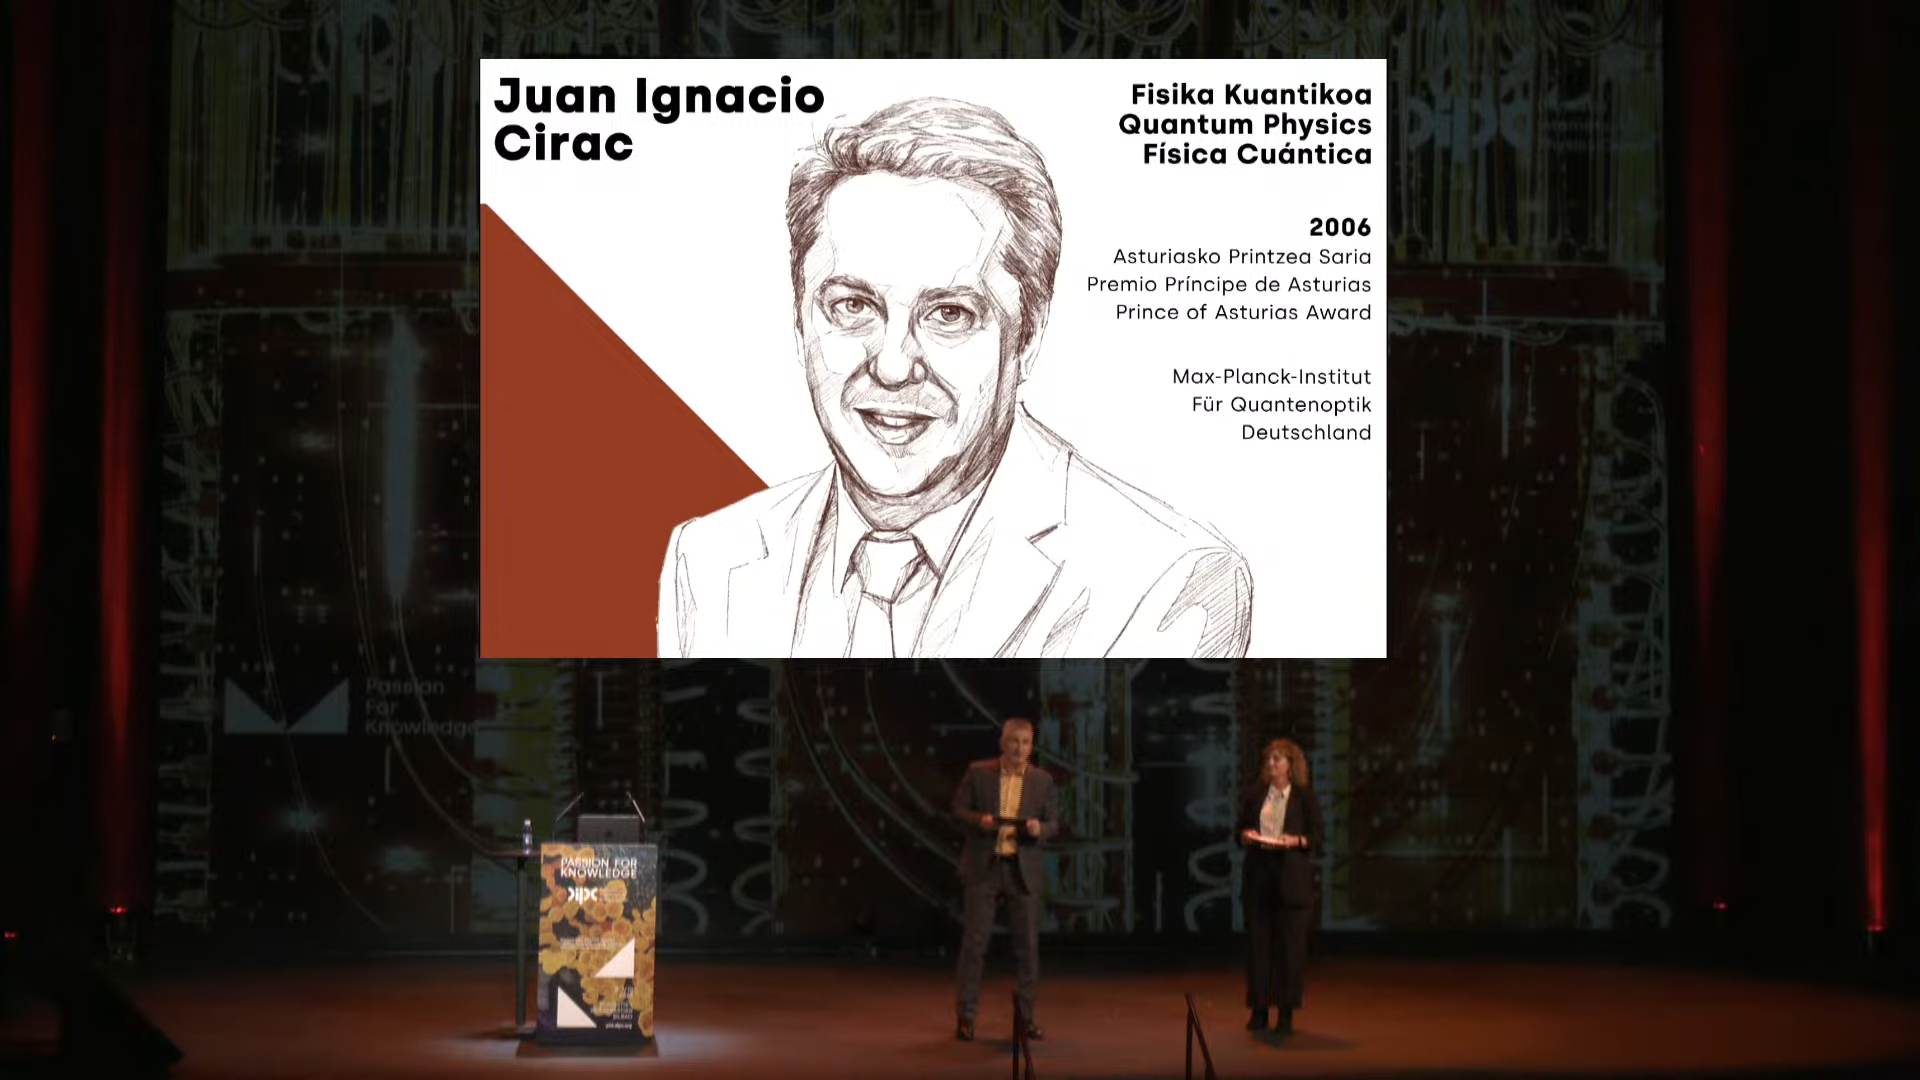 Juan Ignacio
Cirac
Fisika Kuantikoa
Quantum Physics
Física Cuántica
2006
Asturiasko Printzea Saria
Premio Príncipe de Asturias
Prince of Asturias Award
Max-Planck-Institut
Für Quantenoptik
Deutschland
Passion
For
Knowledge
PASSION FOR
KNOWLEDGE
dipc